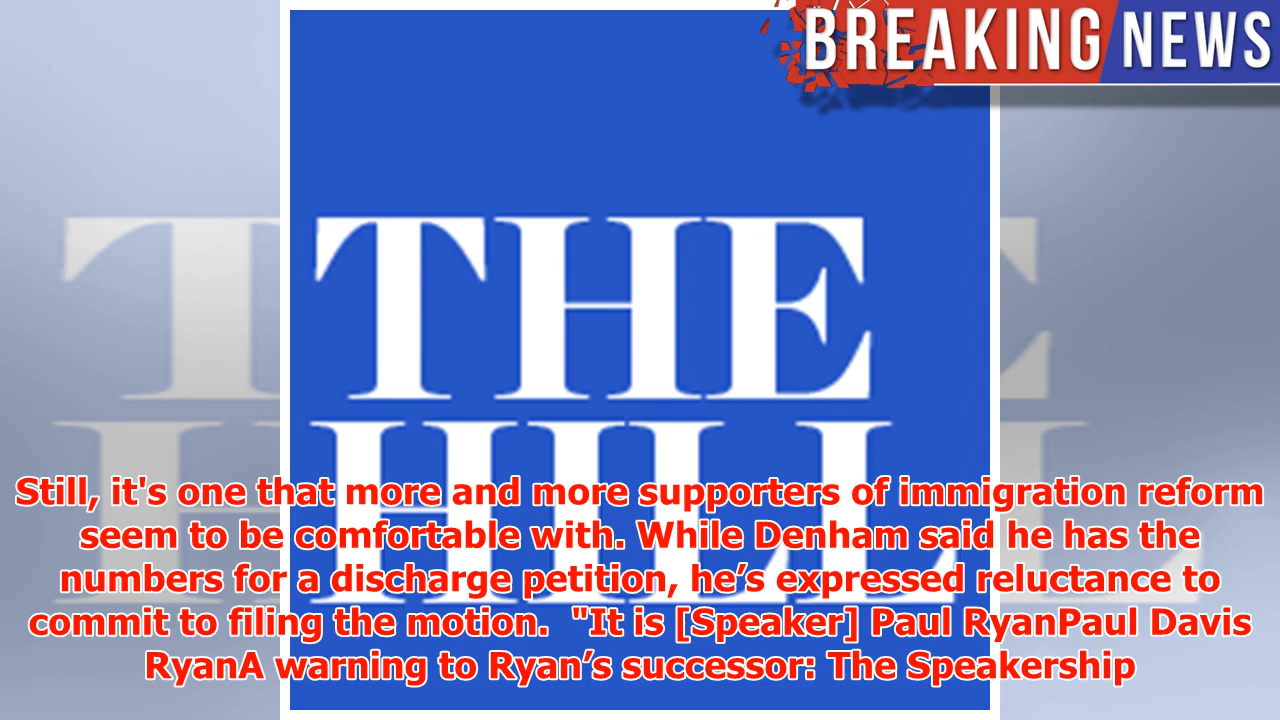 BREAKING NEWS
THE
HILL
Still, it's one that more and more supporters of immigration reform
seem to be comfortable with. While Denham said he has the
numbers for a discharge petition, he’s expressed reluctance to
commit to filing the motion.  "It is [Speaker] Paul RyanPaul Davis
RyanA warning to Ryan’s successor: The Speakership